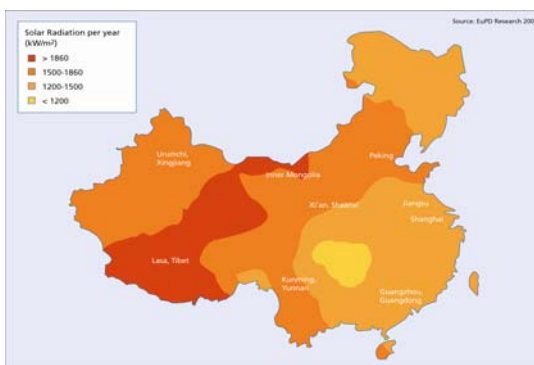 Source: EuPD Research 200
Solar Radiation per year
(kW/m²)
> 1860
1500-1860
1200-1500
< 1200
Urumchi,
Xingjiang
Inner Mongolia
Peking
Xi'an, Shaanxi
Jiangsu
Shanghai
Lasa, Tibet
Kunming,
Yunnan
Guangzhou,
Guangdong